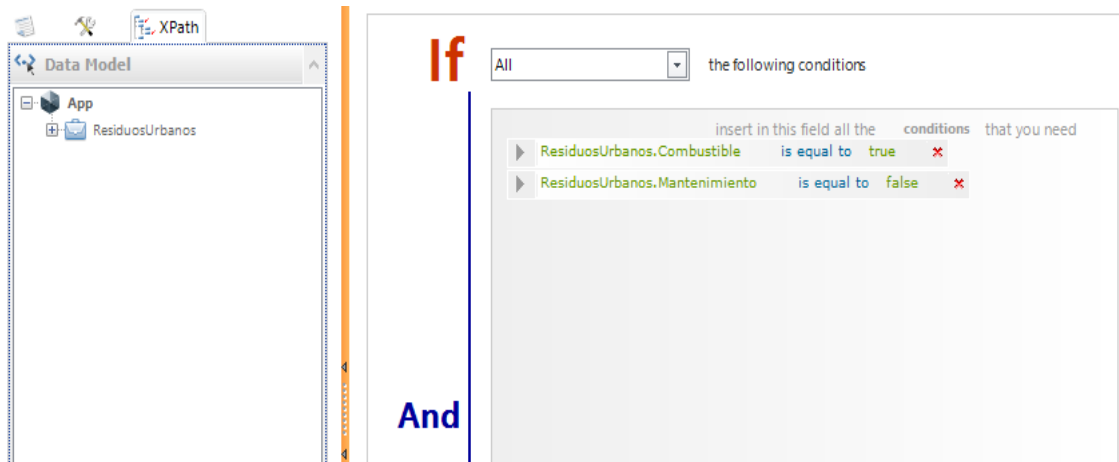 XPath
Data Model
App
ResiduosUrbanos
If
All
the following conditions
insert in this field all the conditions that you need
ResiduosUrbanos.Combustible is equal to true
ResiduosUrbanos.Mantenimiento is equal to false
And